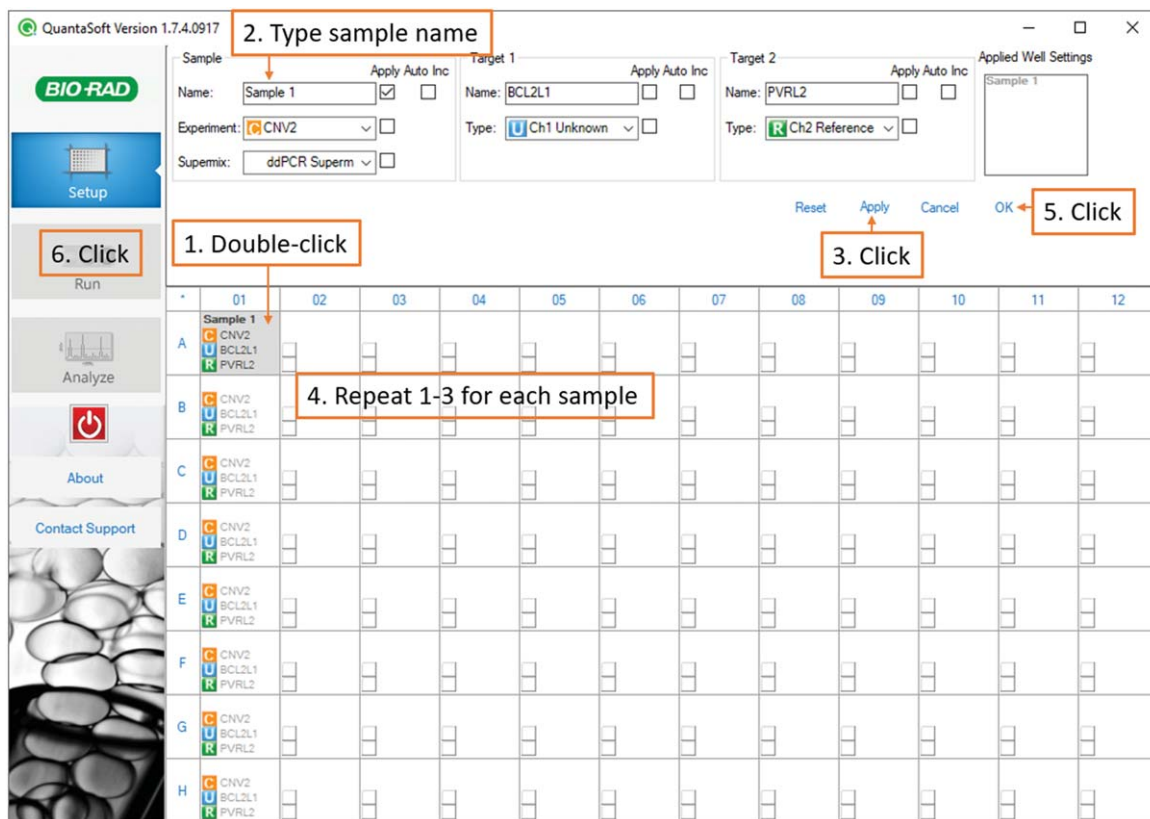 QuantaSoft Version 1.7.4.0917
2. Type sample name
BIO-RAD
Setup
6. Click
Run
Analyze
About
Contact Support
Sample
Apply Auto Inc
Name: Sample 1
Experiment: C CNV2
Supermix: ddPCR Superm
Target 1
Apply Auto Inc
Name: BCL2L1
Type: U Ch1 Unknown
Target 2
Apply Auto Inc
Name: PVRL2
Type: R Ch2 Reference
Applied Well Settings
Sample 1
Reset Apply Cancel OK
5. Click
1. Double-click
3. Click
* 01 02 03 04 05 06 07 08 09 10 11 12
A
Sample 1
C CNV2
U BCL2L1
R PVRL2
4. Repeat 1-3 for each sample
B
C CNV2
U BCL2L1
R PVRL2
C
C CNV2
U BCL2L1
R PVRL2
D
C CNV2
U BCL2L1
R PVRL2
E
C CNV2
U BCL2L1
R PVRL2
F
C CNV2
U BCL2L1
R PVRL2
G
C CNV2
U BCL2L1
R PVRL2
H
C CNV2
U BCL2L1
R PVRL2